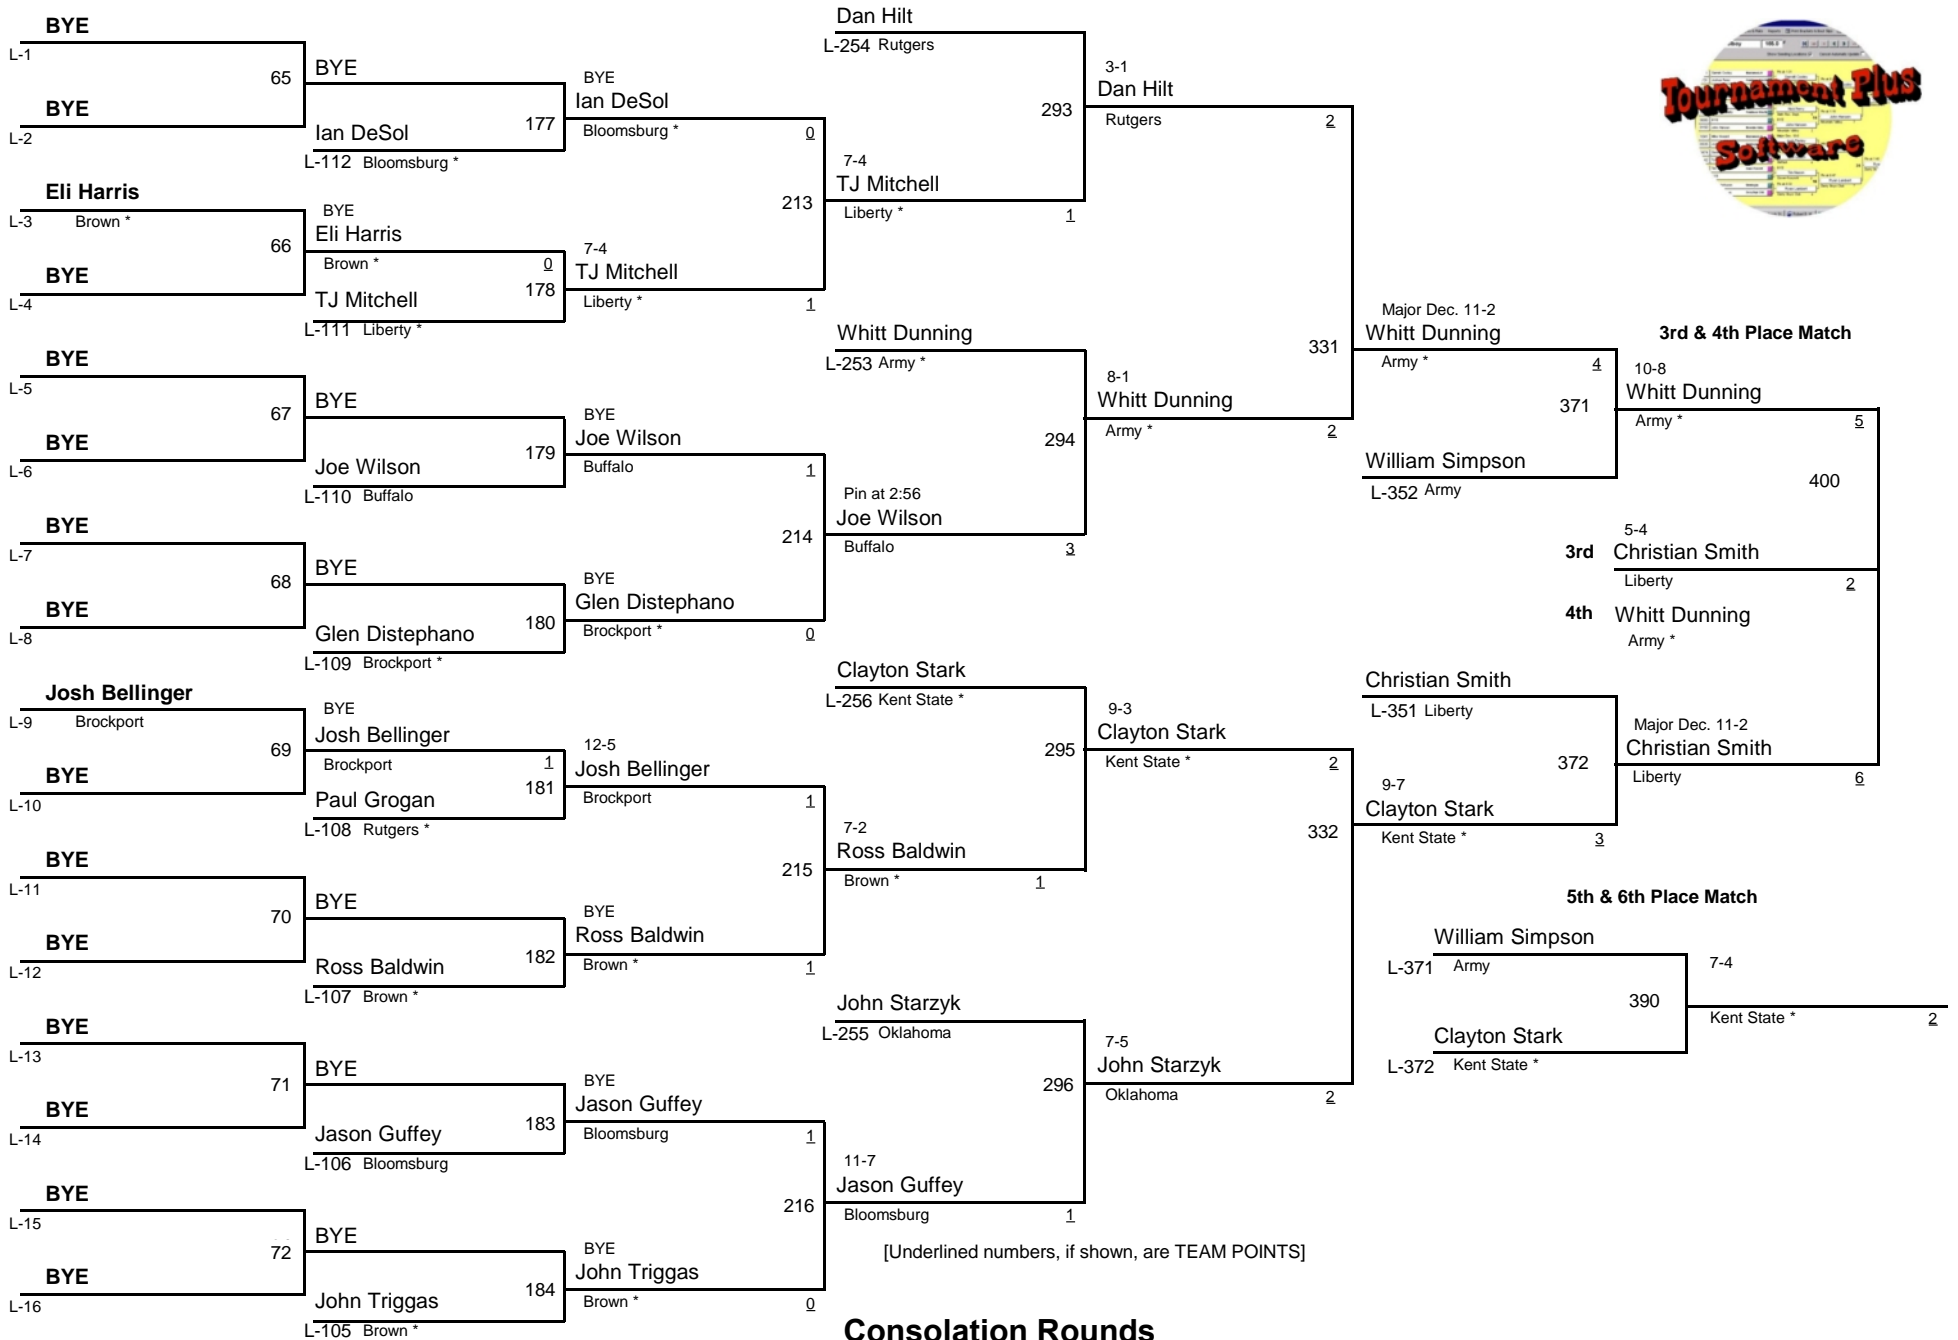 BYE
L-1
65
BYE
L-2
BYE
Ian DeSol
L-112 Bloomsburg *
177
Eli Harris
L-3 Brown *
66
BYE
L-4
BYE
Eli Harris
Brown *
0
TJ Mitchell
L-111 Liberty *
178
BYE
L-5
67
BYE
L-6
BYE
Joe Wilson
L-110 Buffalo
179
BYE
L-7
68
BYE
L-8
BYE
Glen Distephano
L-109 Brockport *
180
Josh Bellinger
L-9 Brockport
69
BYE
L-10
BYE
Josh Bellinger
Brockport
1
Paul Grogan
L-108 Rutgers *
181
BYE
L-11
70
BYE
L-12
BYE
Ross Baldwin
L-107 Brown *
182
BYE
L-13
71
BYE
L-14
BYE
Jason Guffey
L-106 Bloomsburg
183
BYE
L-15
72
BYE
L-16
BYE
John Triggas
L-105 Brown *
184
BYE
Ian DeSol
Bloomsburg *
0
213
7-4
TJ Mitchell
Liberty *
1
BYE
Joe Wilson
Buffalo
1
214
BYE
Glen Distephano
Brockport *
0
12-5
Josh Bellinger
Brockport
1
215
BYE
Ross Baldwin
Brown *
1
BYE
Jason Guffey
Bloomsburg
1
216
BYE
John Triggas
Brown *
0
Dan Hilt
L-254 Rutgers
293
7-4
TJ Mitchell
Liberty *
1
Whitt Dunning
L-253 Army *
294
Pin at 2:56
Joe Wilson
Buffalo
3
Clayton Stark
L-256 Kent State *
295
7-2
Ross Baldwin
Brown *
1
John Starzyk
L-255 Oklahoma
296
11-7
Jason Guffey
Bloomsburg
1
3-1
Dan Hilt
Rutgers
2
331
8-1
Whitt Dunning
Army *
2
9-3
Clayton Stark
Kent State *
2
332
7-5
John Starzyk
Oklahoma
2
Major Dec. 11-2
Whitt Dunning
Army *
4
371
William Simpson
L-352 Army
Christian Smith
L-351 Liberty
372
9-7
Clayton Stark
Kent State *
3
3rd & 4th Place Match
10-8
Whitt Dunning
Army *
5
400
5-4
3rd Christian Smith
Liberty
2
4th Whitt Dunning
Army *
Major Dec. 11-2
Christian Smith
Liberty
6
5th & 6th Place Match
William Simpson
L-371 Army
390
Clayton Stark
L-372 Kent State *
7-4
Kent State *
2
[Underlined numbers, if shown, are TEAM POINTS]
Consolation Rounds
Tournament Plus
Software